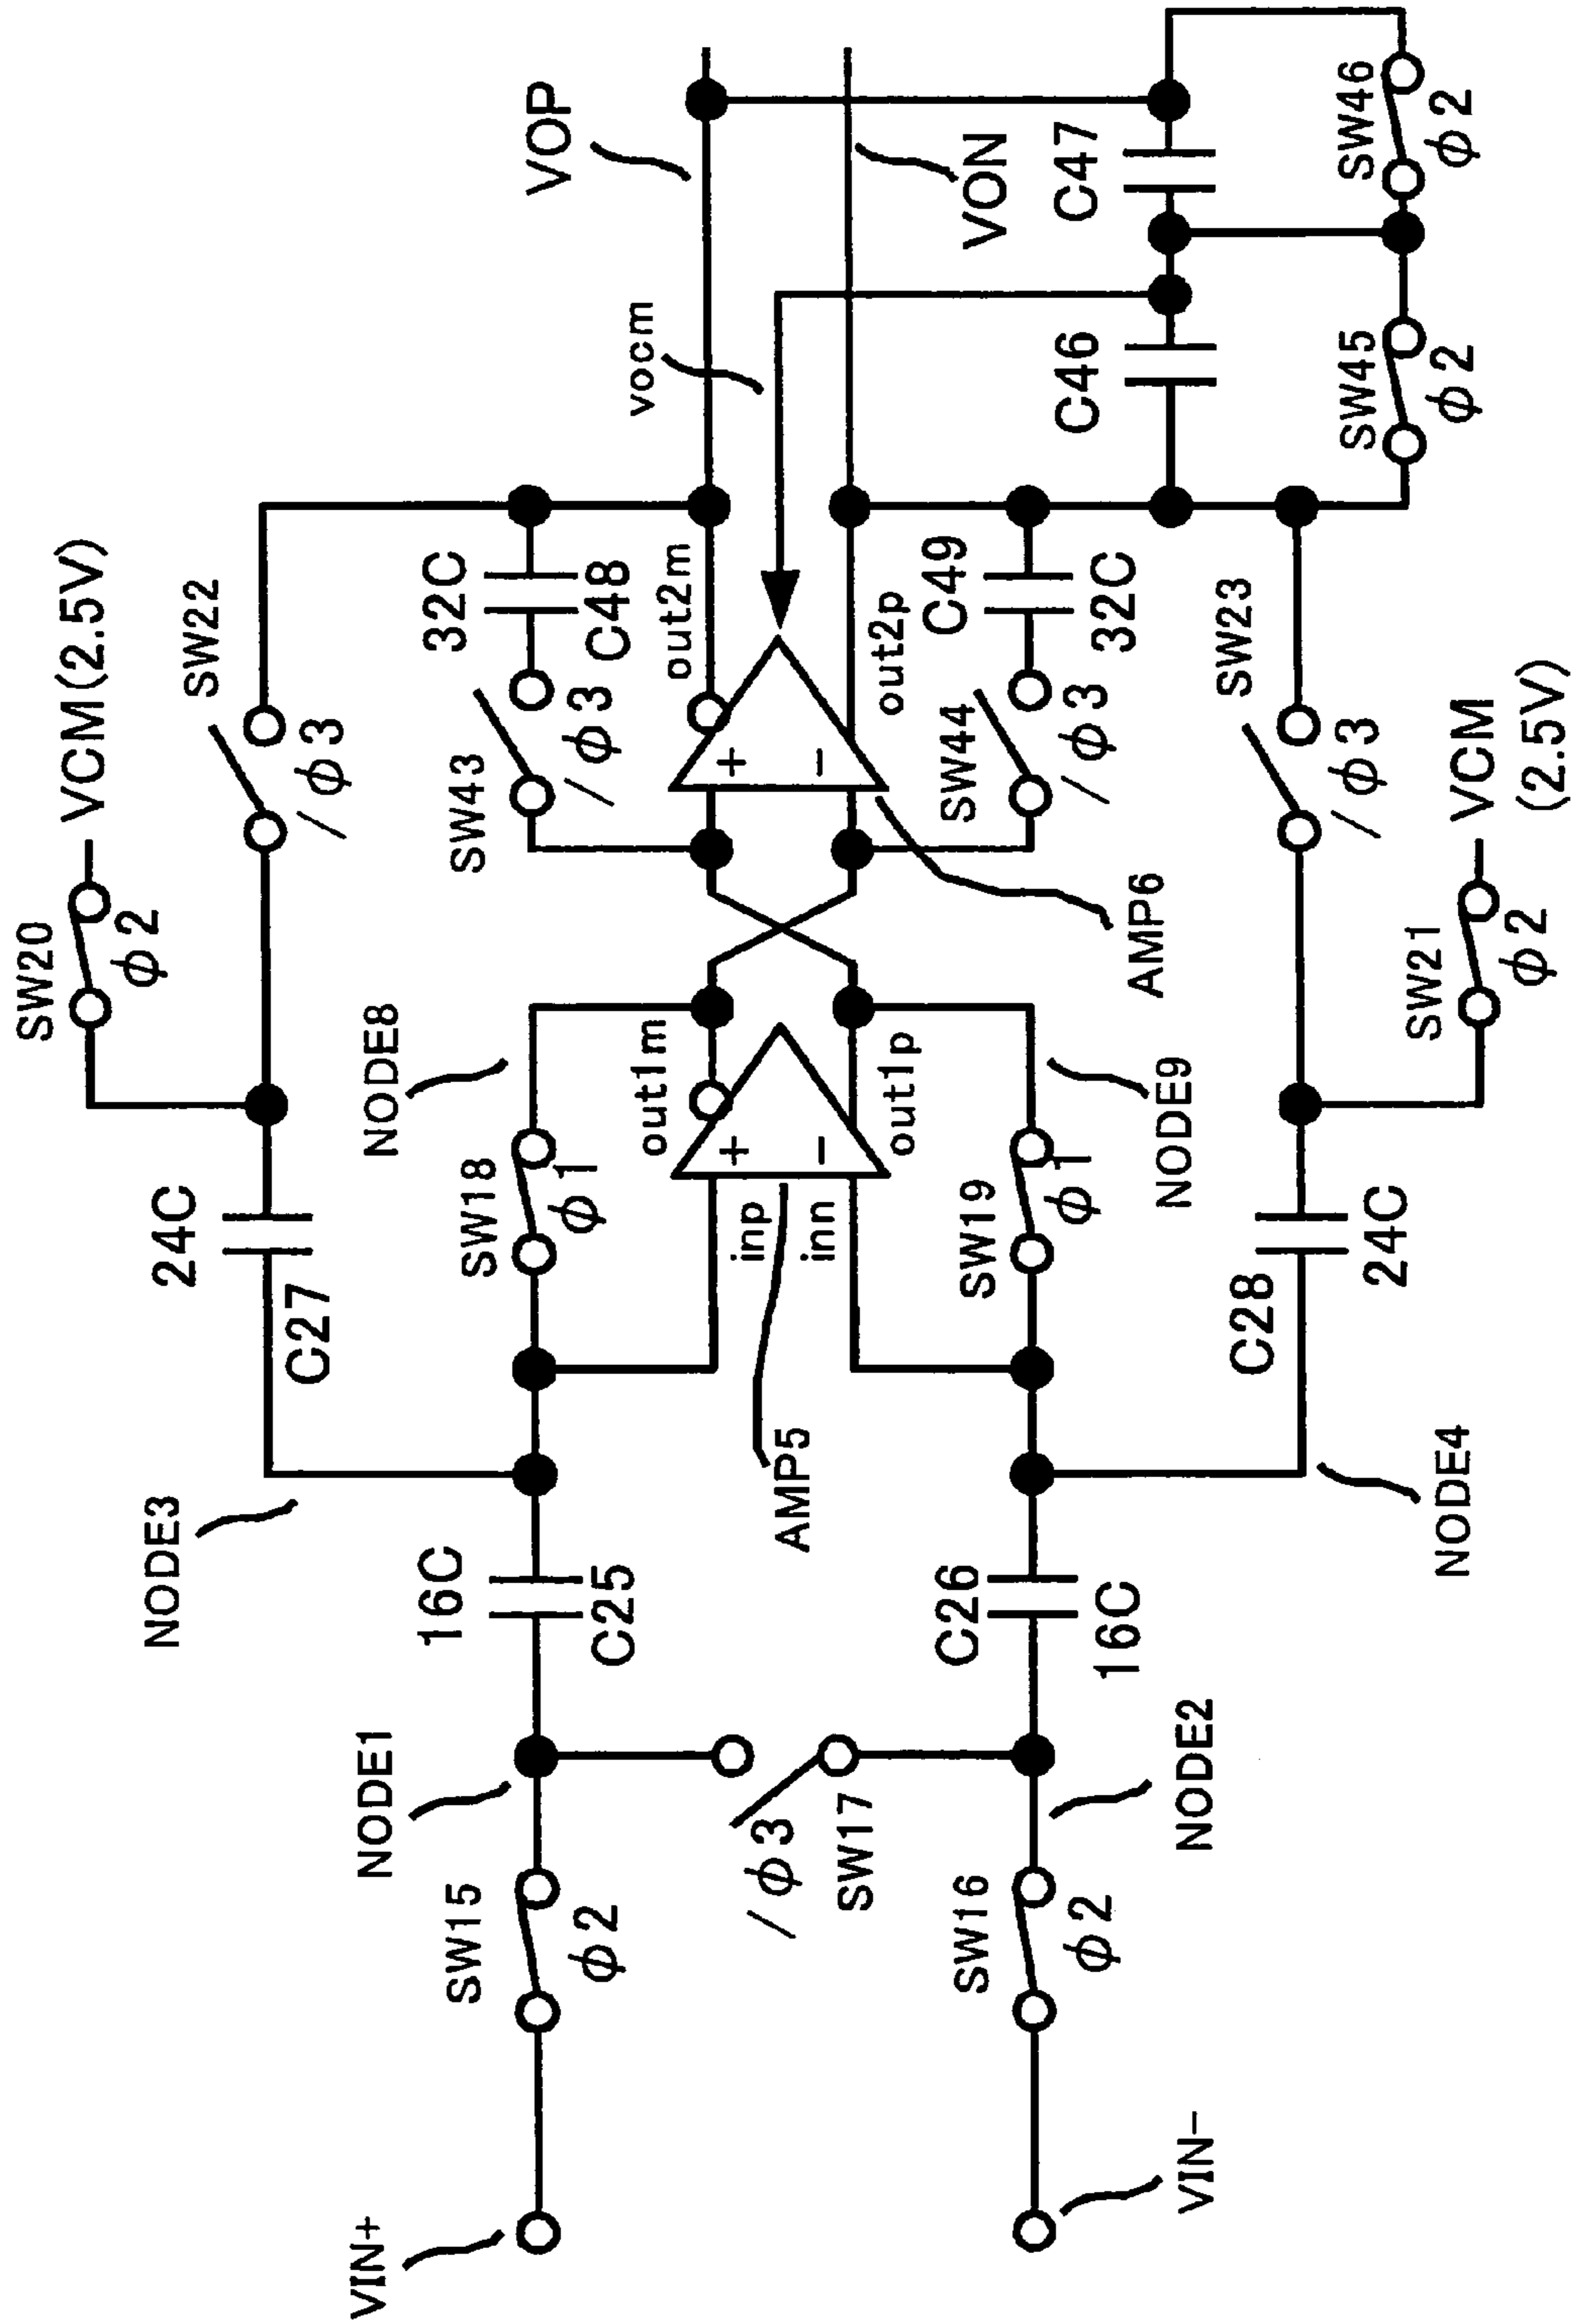 VIN+
SW15
φ2
NODE1
16C
C25
NODE3
24C
C27
SW20
φ2
VCM(2.5V)
SW22
/φ3
NODE8
SW18
φ1
out1m
inp
inn
out1p
AMP5
SW19
φ1
NODE9
SW43
/φ3
32C
C48
out2m
out2p
vocm
VOP
VON
AMP6
SW44
/φ3
C49
32C
C46
C47
SW45
φ2
SW46
φ2
VIN−
SW16
φ2
/φ3
SW17
NODE2
C26
16C
NODE4
C28
24C
SW21
φ2
VCM
(2.5V)
SW23
/φ3
+
−
+
−